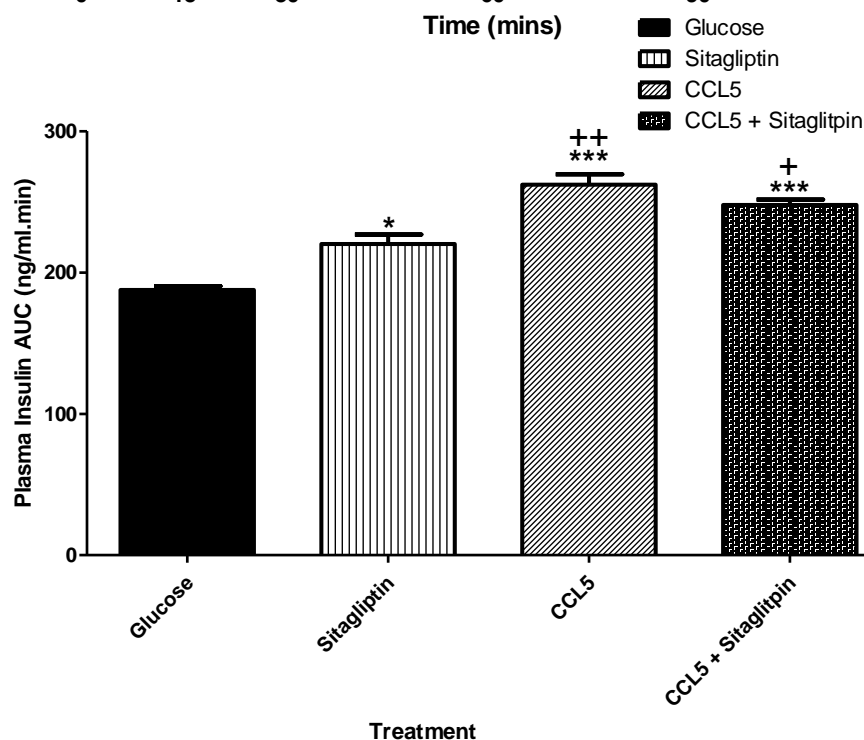 Time (mins)
Glucose
Sitagliptin
CCL5
CCL5 + Sitaglitpin
++
***
+
***
*
300
200
100
0
Plasma Insulin AUC (ng/ml.min)
Glucose
Sitagliptin
CCL5
CCL5 + Sitaglitpin
Treatment